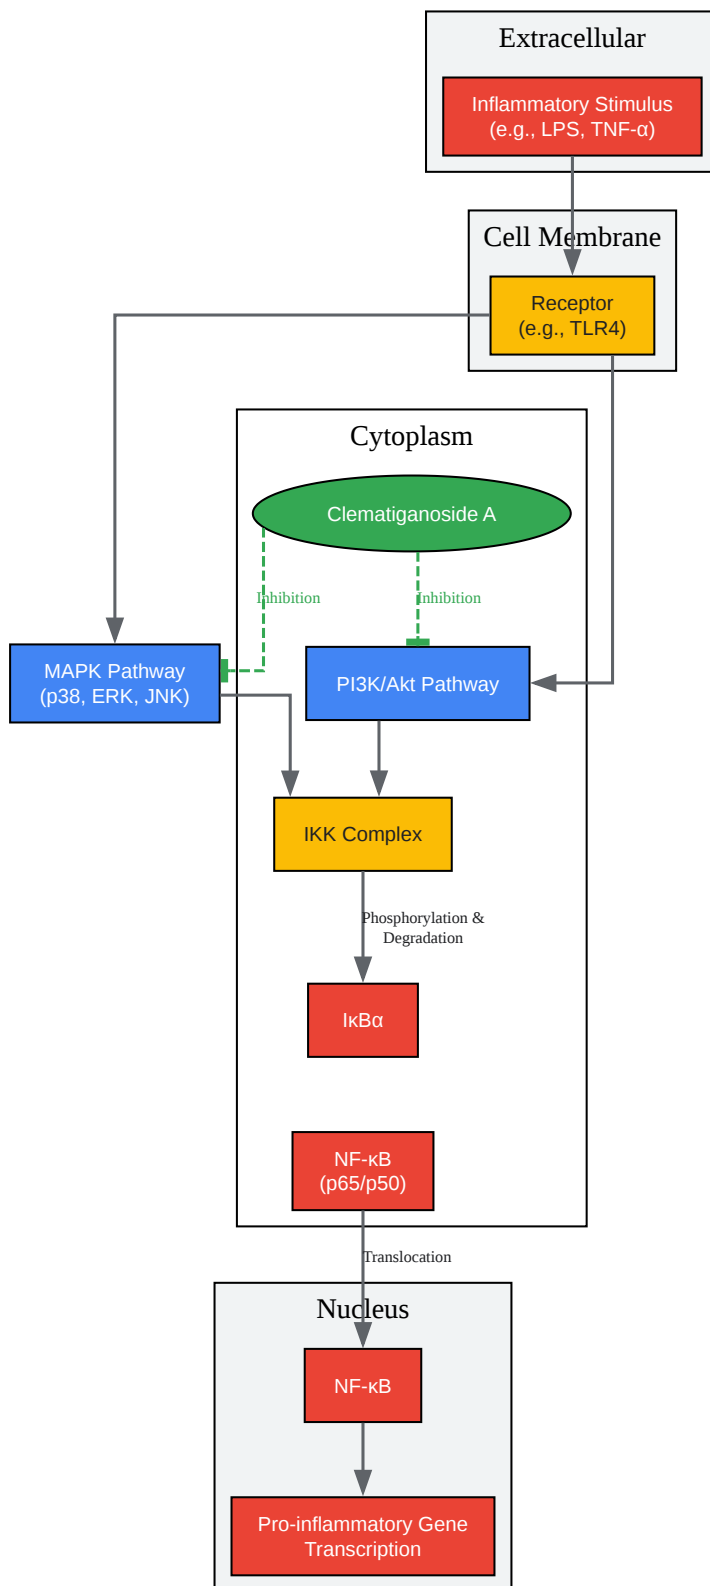 Extracellular
Inflammatory Stimulus
(e.g., LPS, TNF-α)
Cell Membrane
Receptor
(e.g., TLR4)
Cytoplasm
Clematiganoside A
Inhibition
Inhibition
MAPK Pathway
(p38, ERK, JNK)
PI3K/Akt Pathway
IKK Complex
Phosphorylation &
Degradation
IκBα
NF-κB
(p65/p50)
Translocation
Nucleus
NF-κB
Pro-inflammatory Gene
Transcription